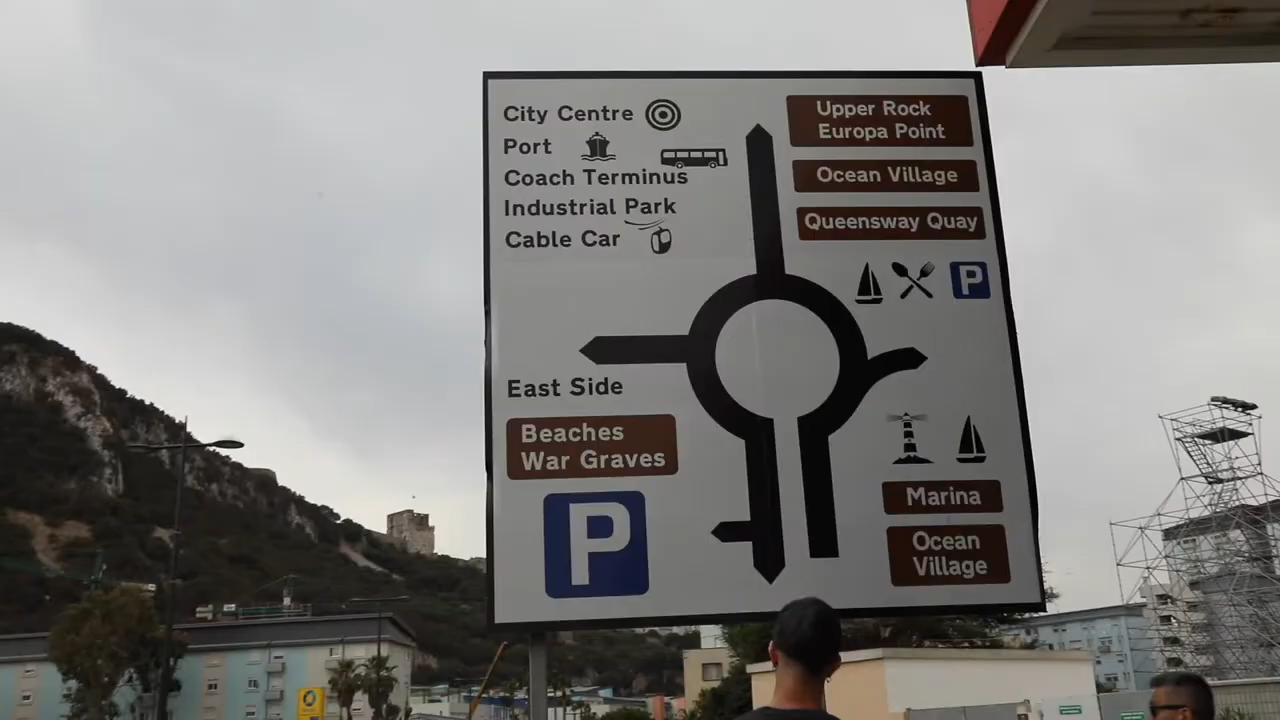 City Centre
Port
Coach Terminus
Industrial Park
Cable Car
Upper Rock
Europa Point
Ocean Village
Queensway Quay
P
East Side
Beaches
War Graves
P
Marina
Ocean
Village